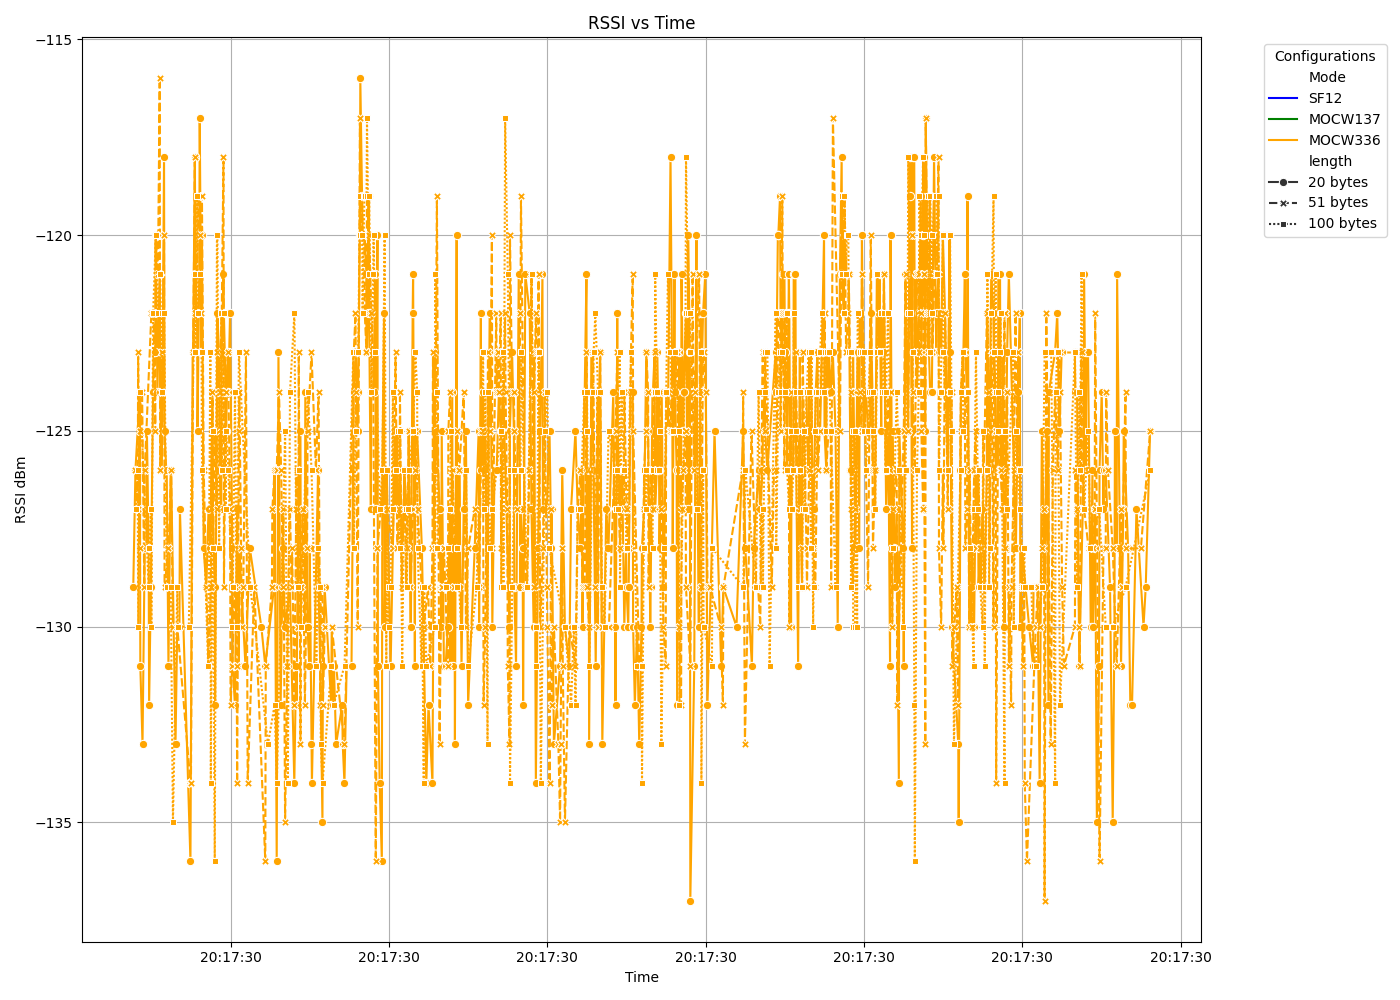 RSSI vs Time
−115
−120
−125
−130
−135
RSSI dBm
20:17:30
20:17:30
20:17:30
20:17:30
20:17:30
20:17:30
20:17:30
Time
Configurations
Mode
SF12
MOCW137
MOCW336
length
20 bytes
51 bytes
100 bytes